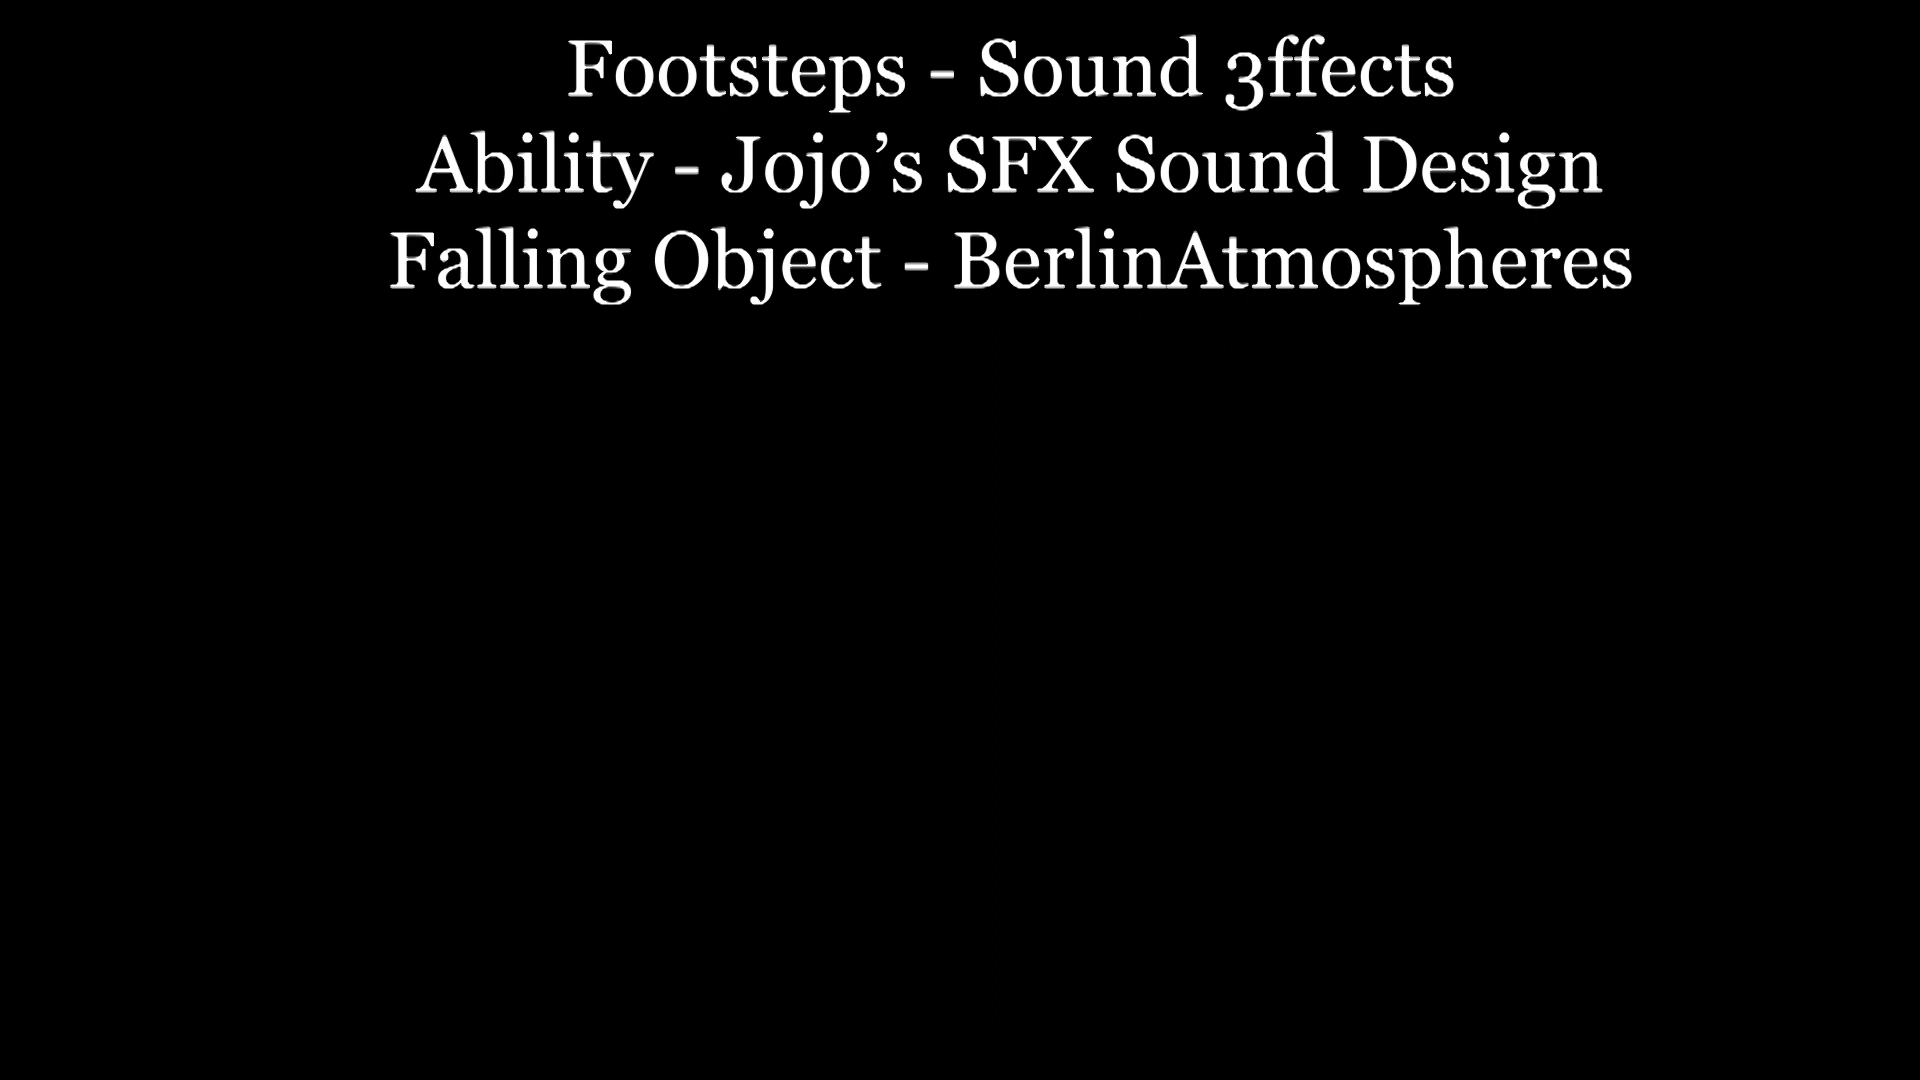 Footsteps - Sound 3ffects
Ability - Jojo’s SFX Sound Design
Falling Object - BerlinAtmospheres